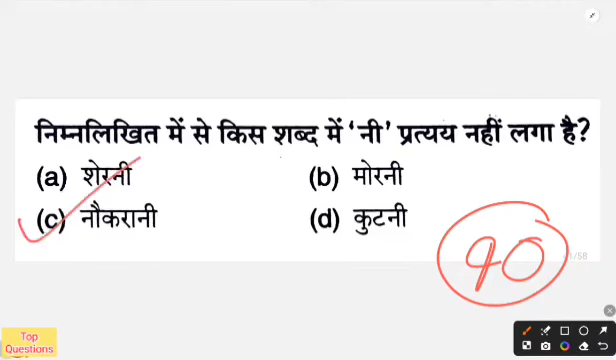 निम्नलिखित में से किस शब्द में ‘नी’ प्रत्यय नहीं लगा है?
(a) शेरनी (b) मोरनी
(c) नौकरानी (d) कुटनी
90
Top
Questions